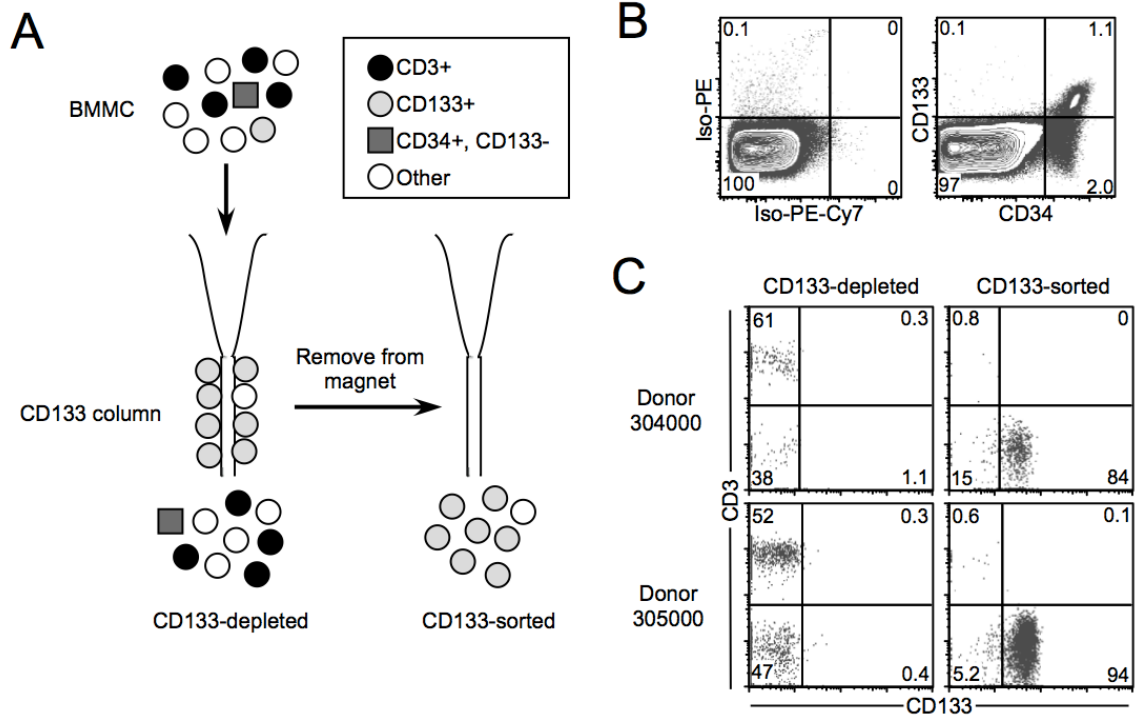 A
BMMC
CD3+
CD133+
CD34+, CD133-
Other
CD133 column
Remove from
magnet
CD133-depleted
CD133-sorted
B
0.1
0
Iso-PE
100
0
Iso-PE-Cy7
0.1
1.1
CD133
97
2.0
CD34
C
CD133-depleted
CD133-sorted
Donor
304000
61
0.3
38
1.1
0.8
0
15
84
Donor
305000
52
0.3
47
0.4
0.6
0.1
5.2
94
CD3
CD133